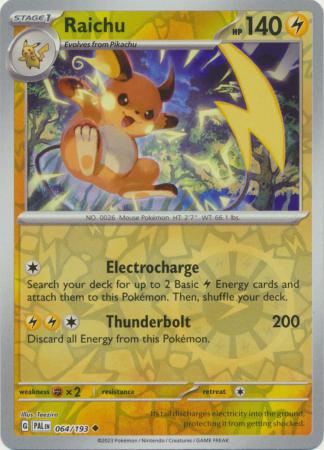 STAGE 1 Raichu HP 140
Evolves from Pikachu
NO. 0026 Mouse Pokémon HT: 2'7" WT: 66.1 lbs.
Electrocharge
Search your deck for up to 2 Basic Energy cards and
attach them to this Pokémon. Then, shuffle your deck.
Thunderbolt 200
Discard all Energy from this Pokémon.
weakness ×2 resistance retreat
Illus. Teeziro
G PAL EN 064/193
Its tail discharges electricity into the ground,
protecting it from getting shocked.
©2023 Pokémon / Nintendo / Creatures / GAME FREAK